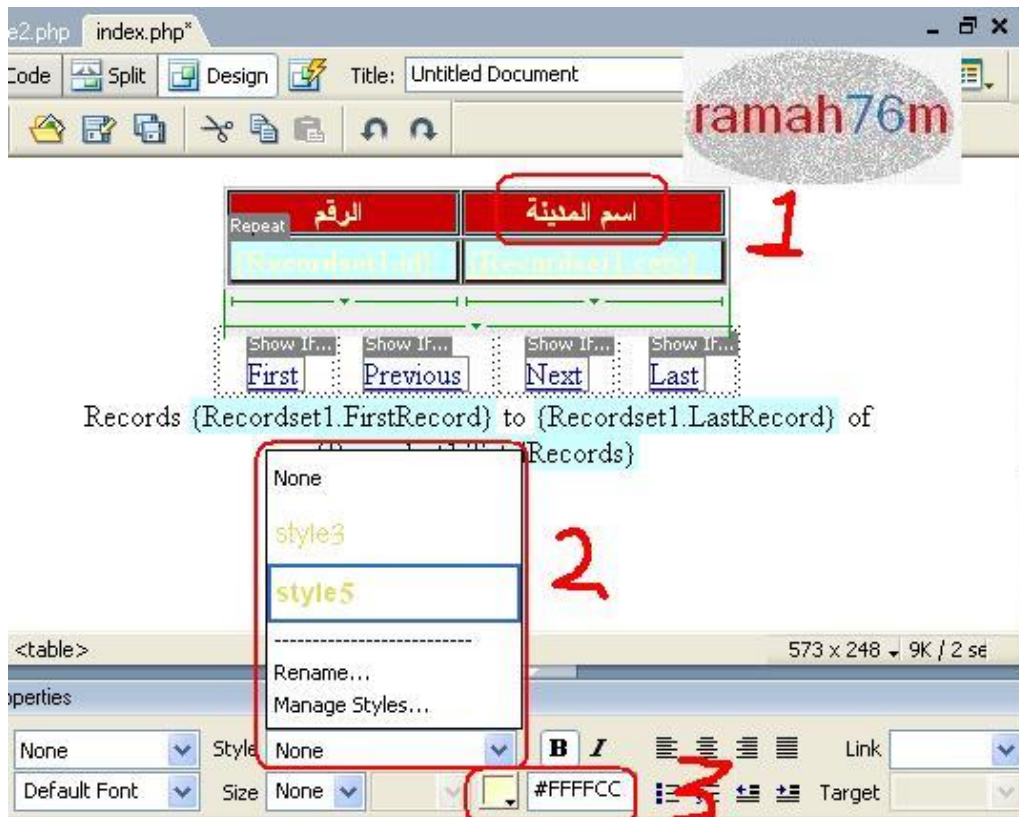 e2.php index.php*
Code Split Design Title: Untitled Document
ramah76m
1
الرقم اسم المدينة
Repeat
{Recordset1.id}
Show If... Show If... Show If... Show If...
First Previous Next Last
Records {Recordset1.FirstRecord} to {Recordset1.LastRecord} of
Records}
None
style3
style5
2
Rename...
Manage Styles...
<table> 573 x 248 9K / 2 se
operties
None Style None B I Link
Default Font Size None #FFFFCC 3 Target